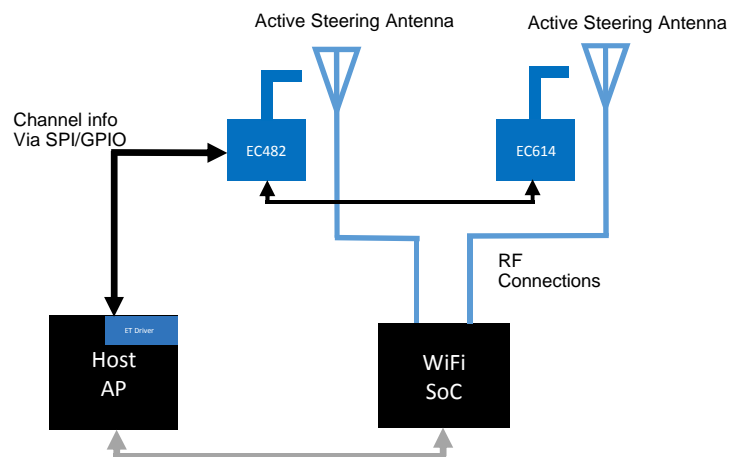 Active Steering Antenna
Active Steering Antenna
Channel info
Via SPI/GPIO
EC482
EC614
RF
Connections
ET Driver
Host
AP
WiFi
SoC